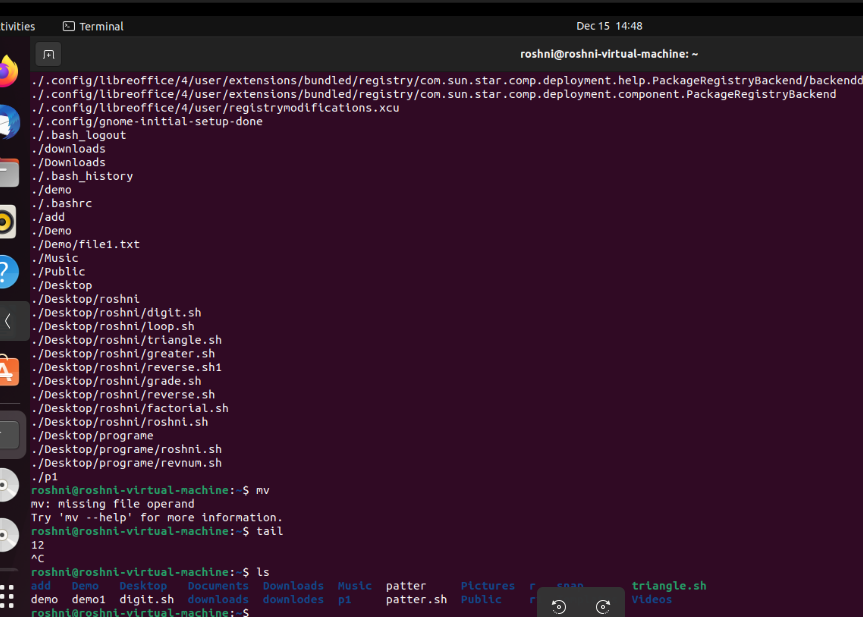 tivities Terminal Dec 15 14:48
roshni@roshni-virtual-machine: ~
./.config/libreoffice/4/user/extensions/bundled/registry/com.sun.star.comp.deployment.help.PackageRegistryBackend/backendd
./.config/libreoffice/4/user/extensions/bundled/registry/com.sun.star.comp.deployment.component.PackageRegistryBackend
./.config/libreoffice/4/user/registrymodifications.xcu
./.config/gnome-initial-setup-done
./.bash_logout
./downloads
./Downloads
./.bash_history
./demo
./.bashrc
./add
./Demo
./Demo/file1.txt
./Music
./Public
./Desktop
./Desktop/roshni
./Desktop/roshni/digit.sh
./Desktop/roshni/loop.sh
./Desktop/roshni/triangle.sh
./Desktop/roshni/greater.sh
./Desktop/roshni/reverse.sh1
./Desktop/roshni/grade.sh
./Desktop/roshni/reverse.sh
./Desktop/roshni/factorial.sh
./Desktop/roshni/roshni.sh
./Desktop/programe
./Desktop/programe/roshni.sh
./Desktop/programe/revnum.sh
./p1
roshni@roshni-virtual-machine:~$ mv
mv: missing file operand
Try 'mv --help' for more information.
roshni@roshni-virtual-machine:~$ tail
12
^C
roshni@roshni-virtual-machine:~$ ls
add Demo Desktop Documents Downloads Music patter Pictures r snap triangle.sh
demo demo1 digit.sh downloads downlodes p1 patter.sh Public r Videos
roshni@roshni-virtual-machine:~$